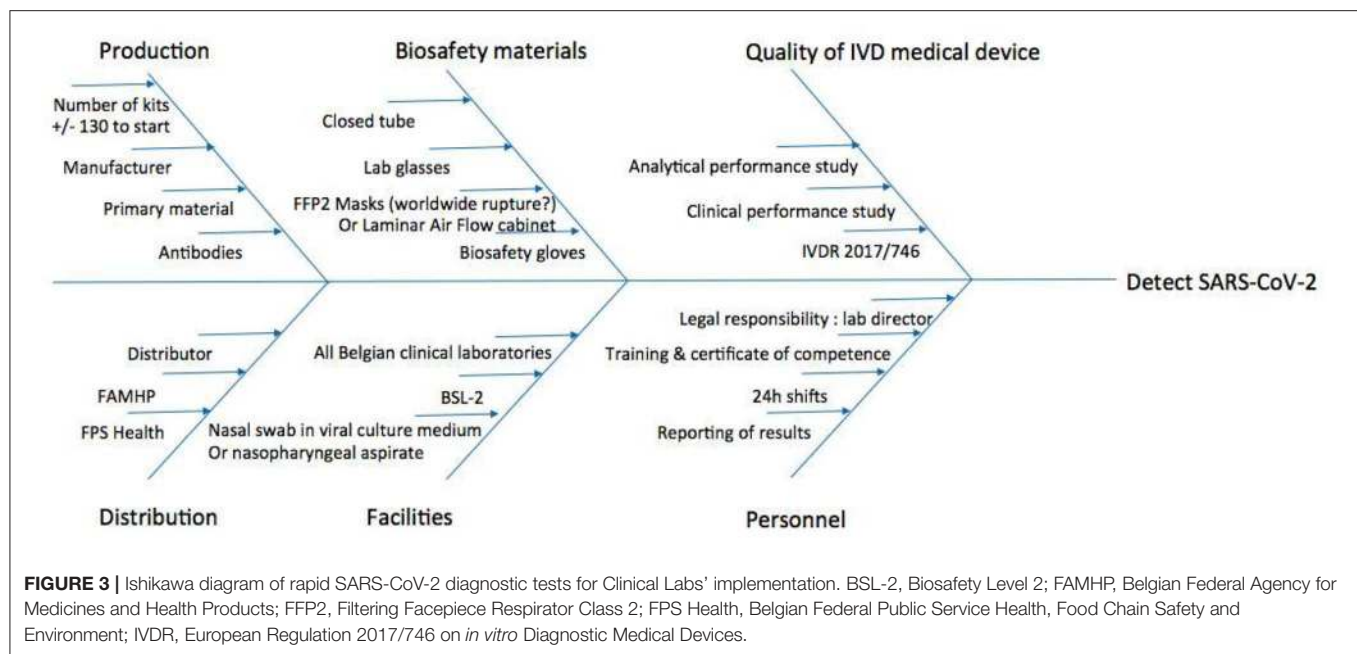 Production
Biosafety materials
Quality of IVD medical device
Number of kits
+/- 130 to start
Manufacturer
Primary material
Antibodies
Closed tube
Lab glasses
FFP2 Masks (worldwide rupture?)
Or Laminar Air Flow cabinet
Biosafety gloves
Analytical performance study
Clinical performance study
IVDR 2017/746
Detect SARS-CoV-2
Distributor
FAMHP
FPS Health
All Belgian clinical laboratories
BSL-2
Nasal swab in viral culture medium
Or nasopharyngeal aspirate
Legal responsibility : lab director
Training & certificate of competence
24h shifts
Reporting of results
Distribution
Facilities
Personnel
FIGURE 3 | Ishikawa diagram of rapid SARS-CoV-2 diagnostic tests for Clinical Labs' implementation. BSL-2, Biosafety Level 2; FAMHP, Belgian Federal Agency for
Medicines and Health Products; FFP2, Filtering Facepiece Respirator Class 2; FPS Health, Belgian Federal Public Service Health, Food Chain Safety and
Environment; IVDR, European Regulation 2017/746 on in vitro Diagnostic Medical Devices.